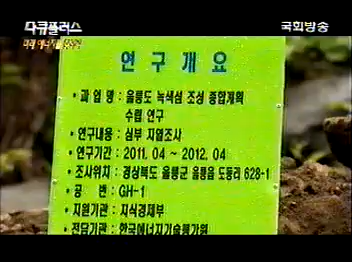 다큐플러스
국회방송
연구개요
• 과 업 명 : 울릉도 녹색섬 조성 종합계획
수립 연구
• 연구내용 : 심부 지열조사
• 연구기간 : 2011. 04 ~ 2012. 04
• 조사위치 : 경상북도 울릉군 울릉읍 도동리 628-1
• 공 번 : GH-1
• 지원기관 : 지식경제부
• 전담기관 : 한국에너지기술평가원